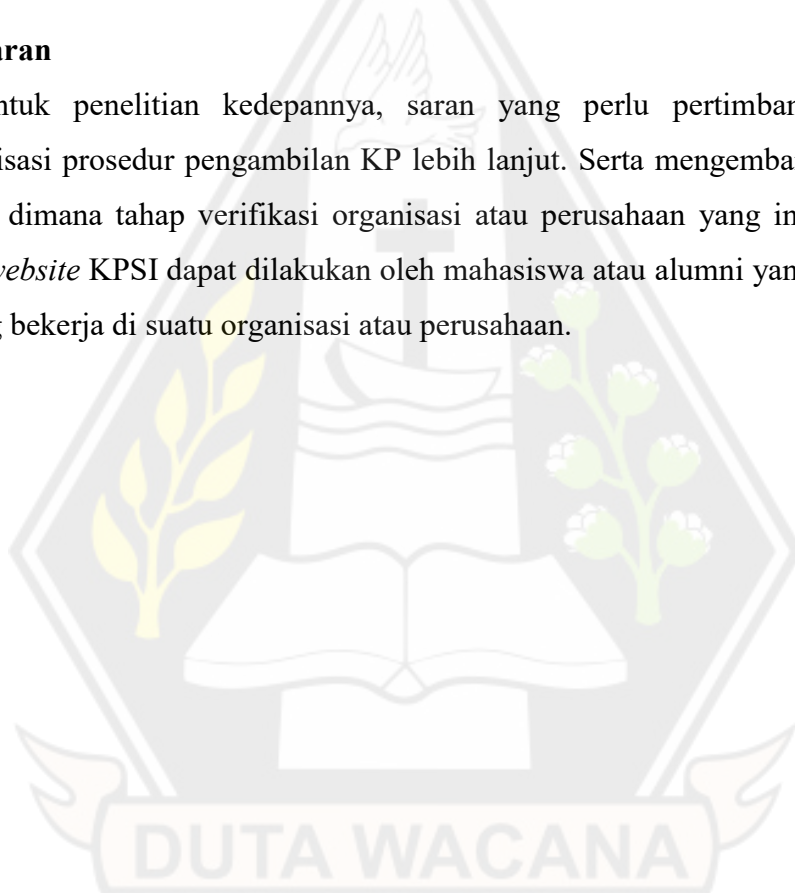 aran
ntuk penelitian kedepannya, saran yang perlu pertimban
isasi prosedur pengambilan KP lebih lanjut. Serta mengemba
dimana tahap verifikasi organisasi atau perusahaan yang in
website KPSI dapat dilakukan oleh mahasiswa atau alumni yan
g bekerja di suatu organisasi atau perusahaan.
DUTA WACANA